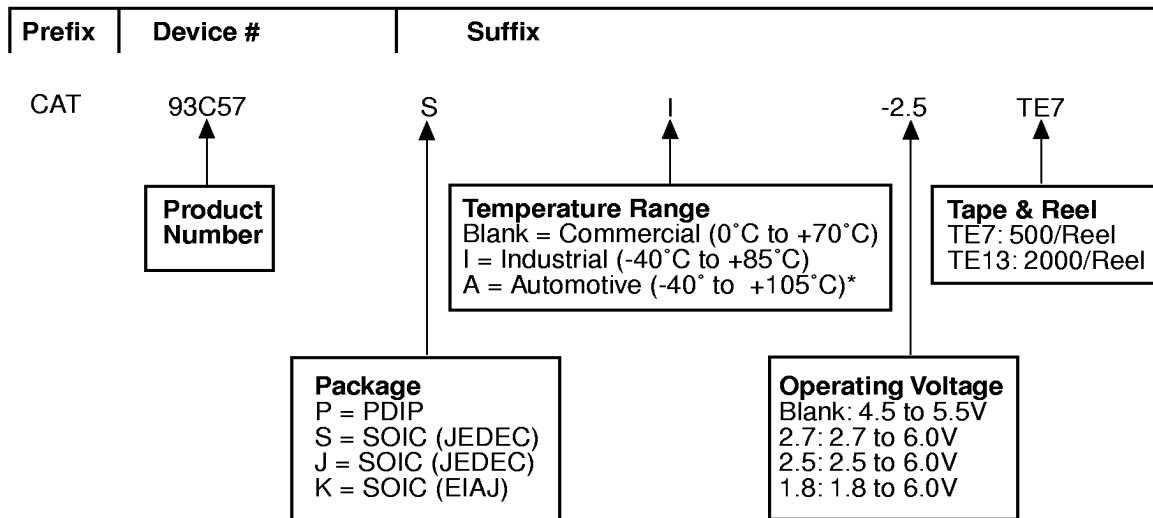 Prefix Device # Suffix
CAT 93C57 S I -2.5 TE7
Product
Number
Temperature Range
Blank = Commercial (0˚C to +70˚C)
I = Industrial (-40˚C to +85˚C)
A = Automotive (-40˚ to +105˚C)*
Tape & Reel
TE7: 500/Reel
TE13: 2000/Reel
Package
P = PDIP
S = SOIC (JEDEC)
J = SOIC (JEDEC)
K = SOIC (EIAJ)
Operating Voltage
Blank: 4.5 to 5.5V
2.7: 2.7 to 6.0V
2.5: 2.5 to 6.0V
1.8: 1.8 to 6.0V